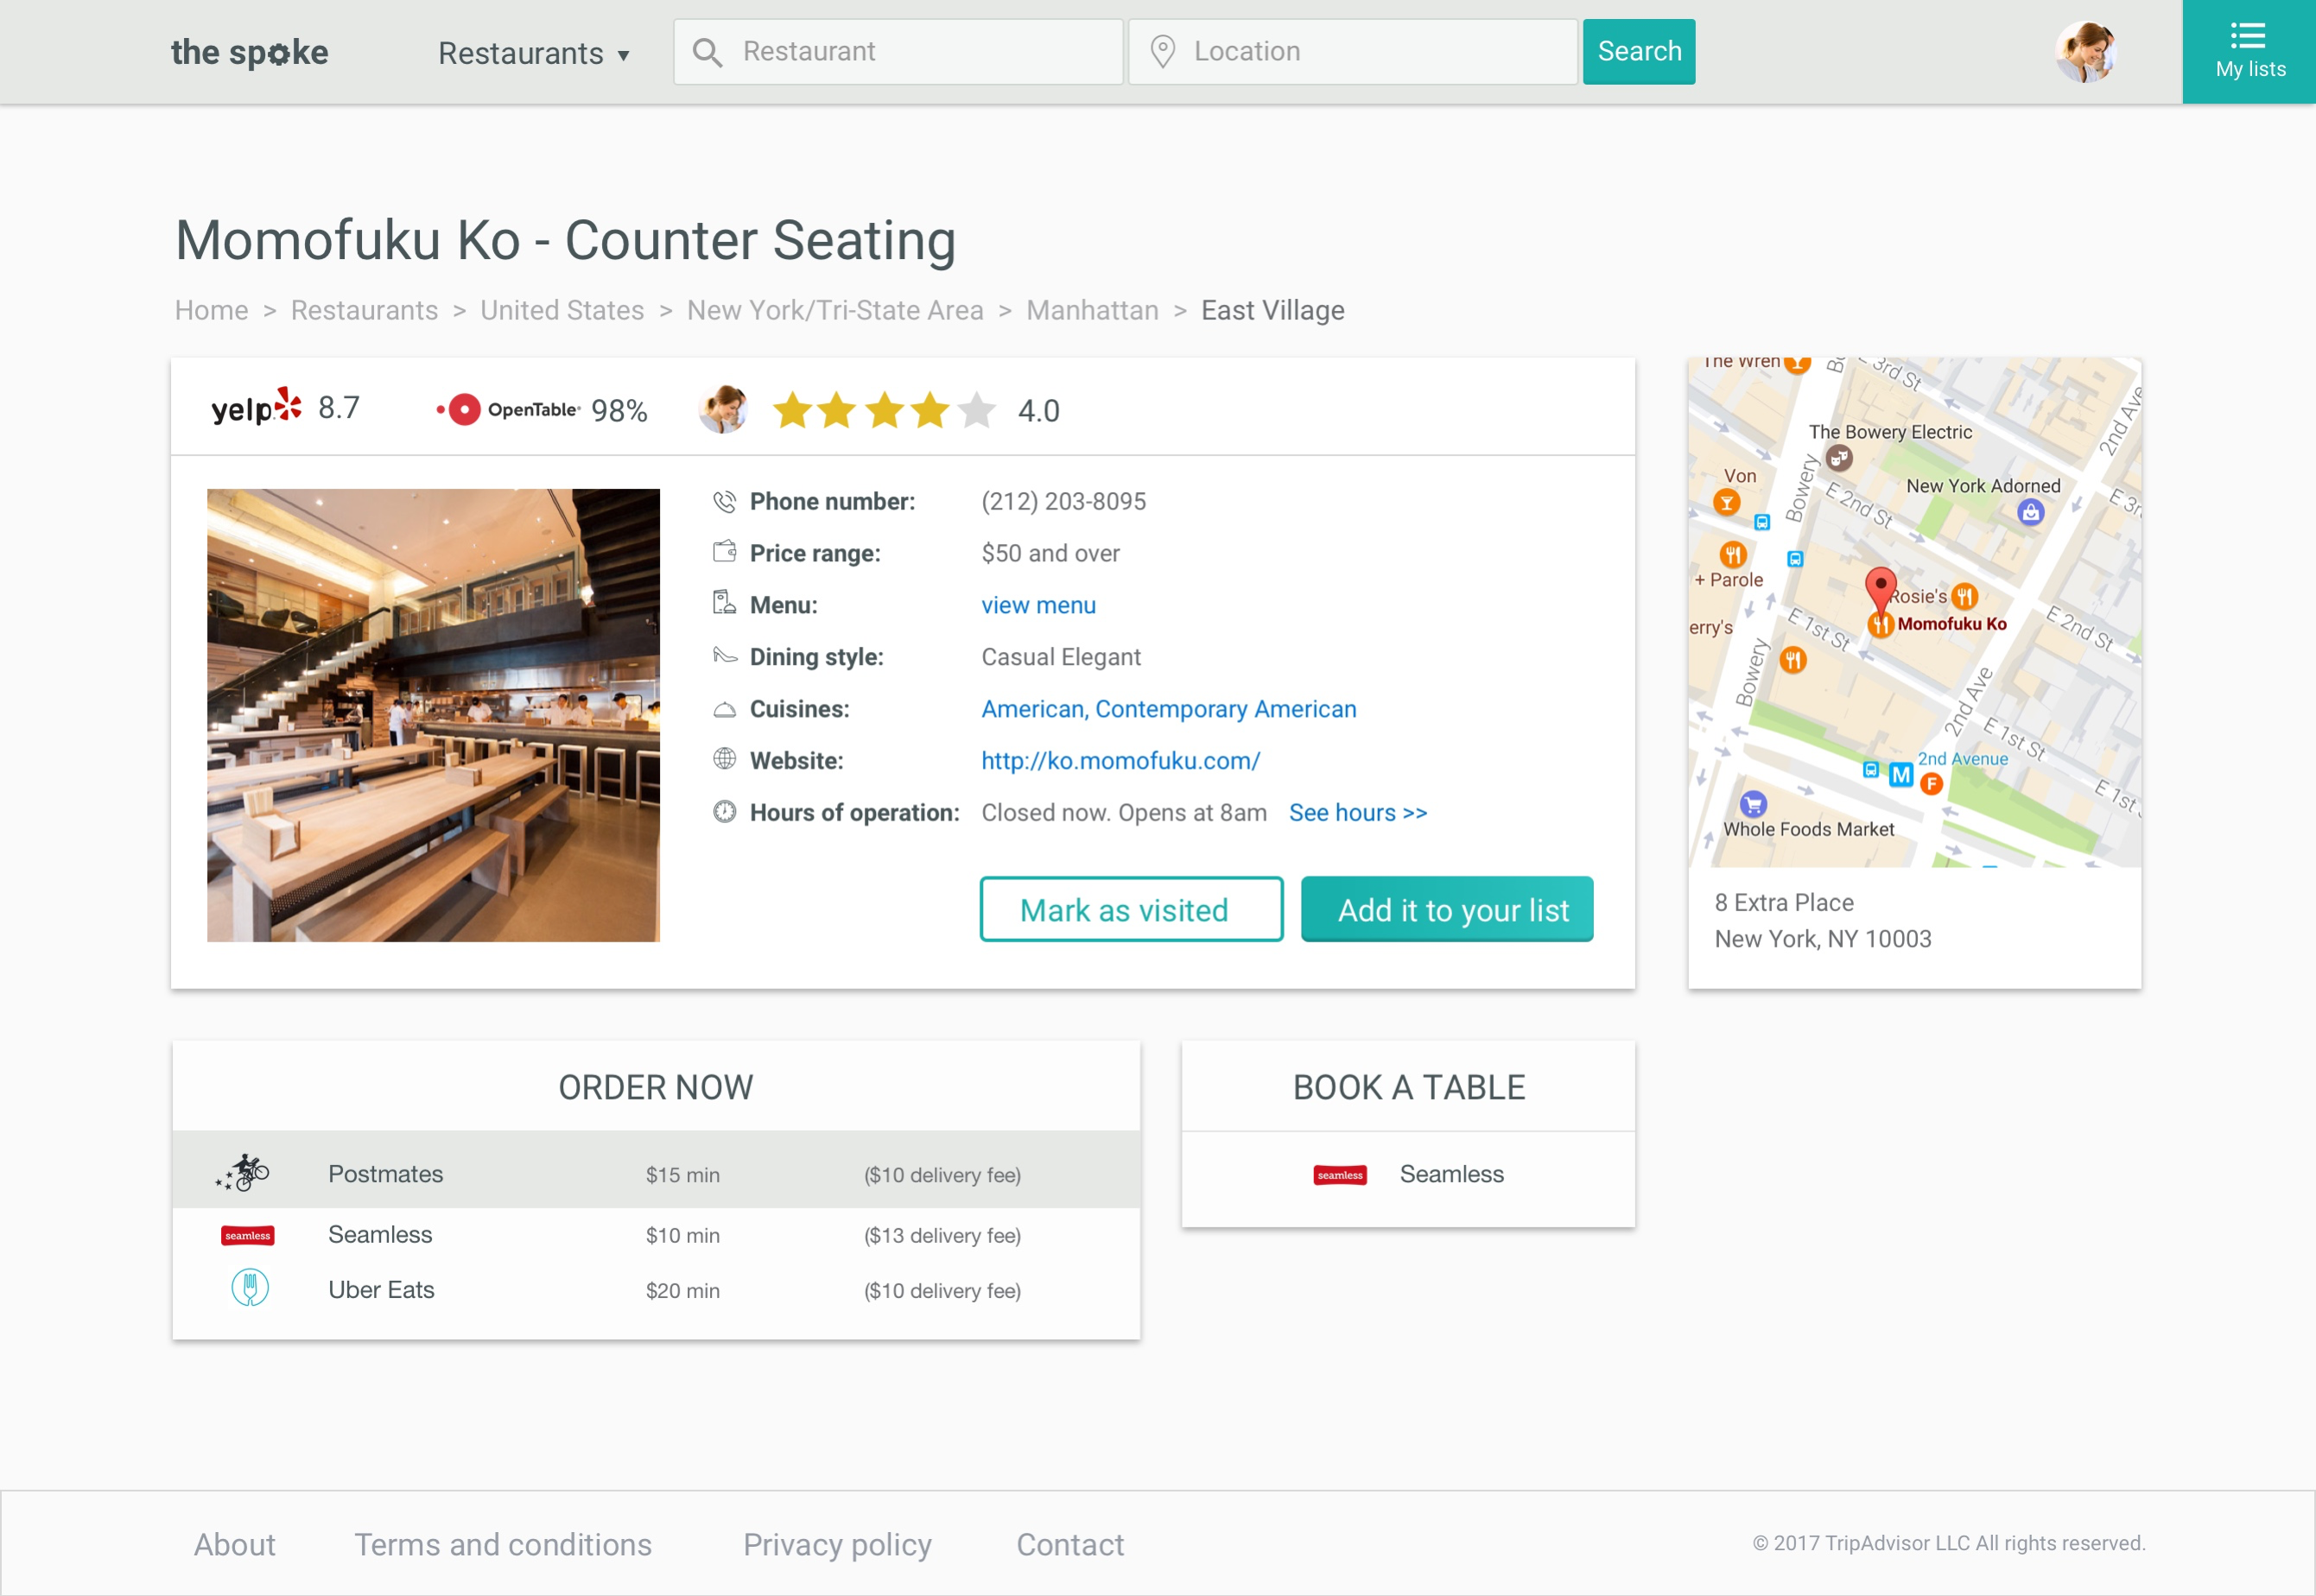 the spoke
Restaurants ▼
Restaurant
Location
Search
My lists
Momofuku Ko - Counter Seating
Home > Restaurants > United States > New York/Tri-State Area > Manhattan > East Village
yelp 8.7
OpenTable 98%
4.0
Phone number: (212) 203-8095
Price range: $50 and over
Menu: view menu
Dining style: Casual Elegant
Cuisines: American, Contemporary American
Website: http://ko.momofuku.com/
Hours of operation: Closed now. Opens at 8am See hours >>
Mark as visited
Add it to your list
The Wren
E 3rd St
2nd Ave
The Bowery Electric
Von
Bowery
New York Adorned
E 2nd St
E 3r
+ Parole
Rosie's
Momofuku Ko
erry's
E 1st St
E 2nd St
Bowery
2nd Ave
E 1st St
2nd Avenue
M
F
E 1st
Whole Foods Market
8 Extra Place
New York, NY 10003
ORDER NOW
Postmates $15 min ($10 delivery fee)
seamless Seamless $10 min ($13 delivery fee)
Uber Eats $20 min ($10 delivery fee)
BOOK A TABLE
seamless Seamless
About
Terms and conditions
Privacy policy
Contact
© 2017 TripAdvisor LLC All rights reserved.